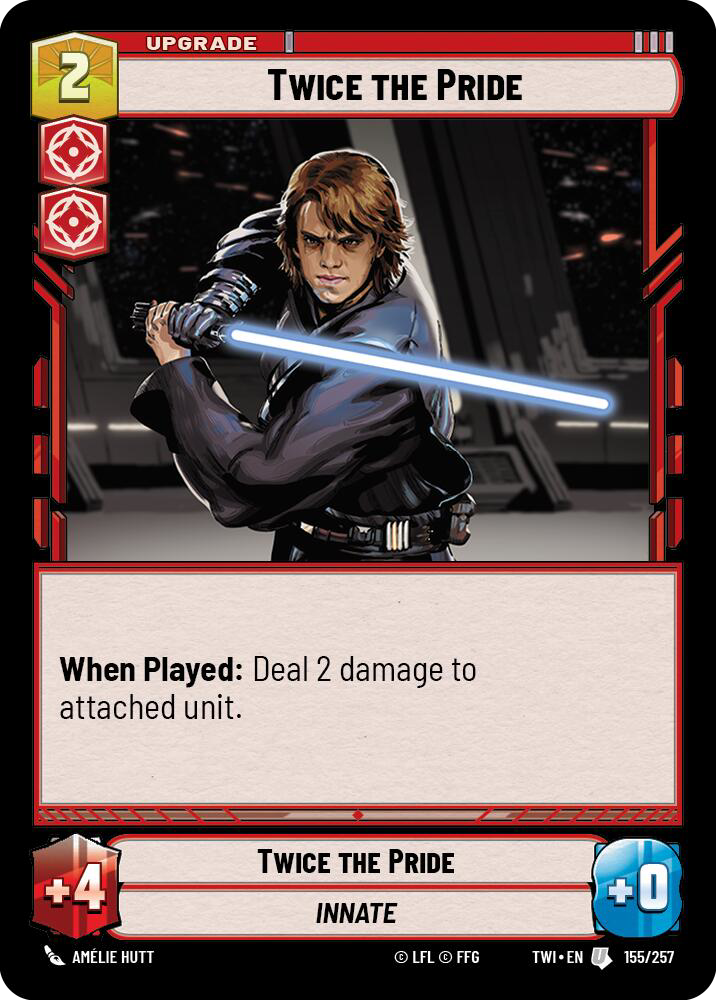 UPGRADE
2
TWICE THE PRIDE
When Played: Deal 2 damage to
attached unit.
+4
TWICE THE PRIDE
+0
INNATE
AMÉLIE HUTT
© LFL © FFG
TWI • EN
U
155/257